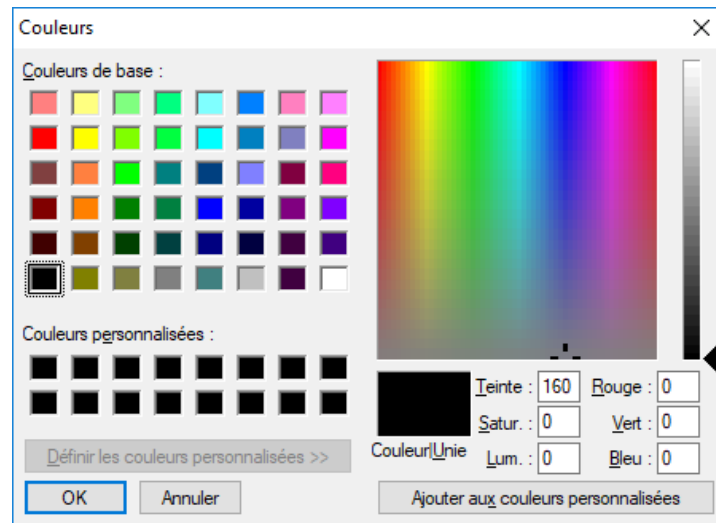 Couleurs
Couleurs de base :
Couleurs personnalisées :
Définir les couleurs personnalisées >>
OK Annuler
Couleur|Unie
Teinte : 160 Rouge : 0
Satur. : 0 Vert : 0
Lum. : 0 Bleu : 0
Ajouter aux couleurs personnalisées